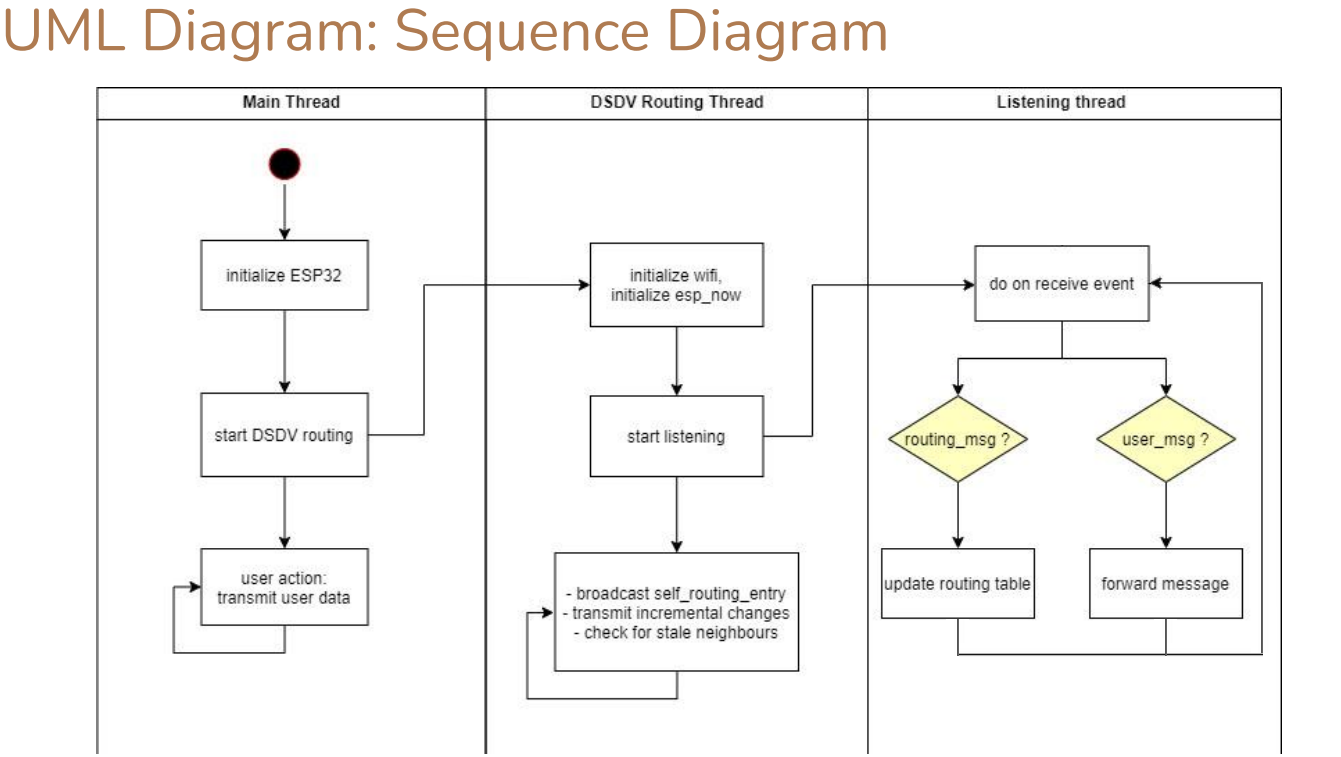 UML Diagram: Sequence Diagram
Main Thread
DSDV Routing Thread
Listening thread
initialize ESP32
start DSDV routing
user action:
transmit user data
initialize wifi,
initialize esp_now
start listening
- broadcast self_routing_entry
- transmit incremental changes
- check for stale neighbours
do on receive event
routing_msg ?
user_msg ?
update routing table
forward message